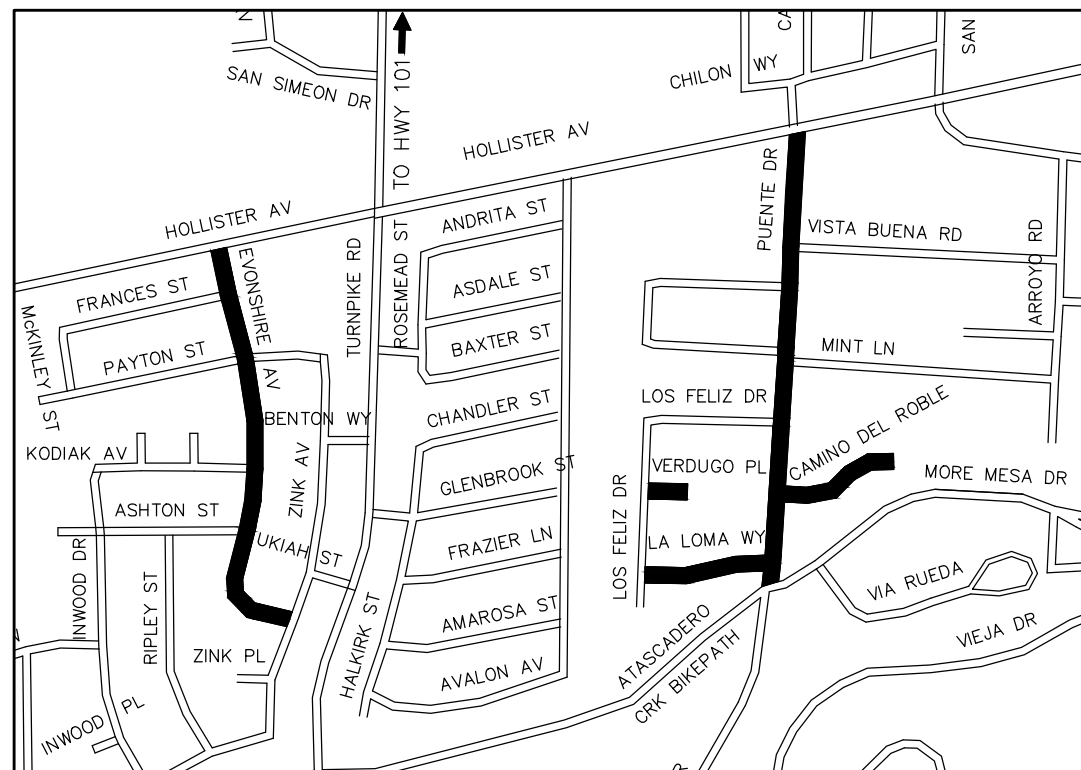 SAN
SAN SIMEON DR
TO HWY 101
CHILON WY
HOLLISTER AV
HOLLISTER AV
ANDRITA ST
PUENTE DR
VISTA BUENA RD
ARROYO RD
EVONSHIRE AV
FRANCES ST
TURNPIKE RD
ROSEMEAD ST
ASDALE ST
McKINLEY ST
PAYTON ST
BAXTER ST
MINT LN
BENTON WY
CHANDLER ST
LOS FELIZ DR
CAMINO DEL ROBLE
KODIAK AV
ZINK AV
GLENBROOK ST
VERDUGO PL
MORE MESA DR
ASHTON ST
UKIAH ST
FRAZIER LN
LOS FELIZ DR
LA LOMA WY
INWOOD DR
RIPLEY ST
HALKIRK ST
AMAROSA ST
VIA RUEDA
VIEJA DR
ZINK PL
AVALON AV
ATASCADERO
CRK BIKEPATH
INWOOD PL